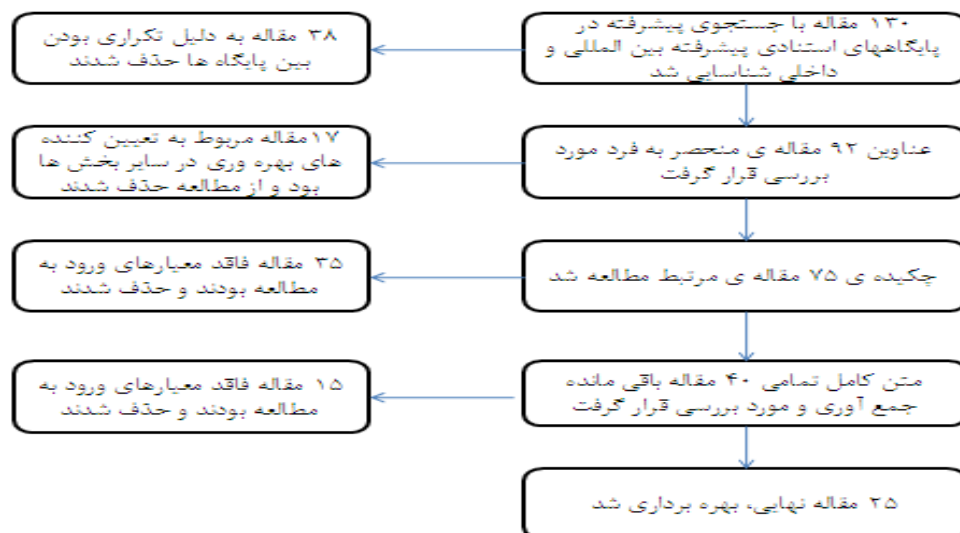 ۱۳۰ مقاله با جستجوی پیشرفته در
پایگاههای استنادی پیشرفته بین المللی و
داخلی شناسایی شد
۳۸ مقاله به دلیل تکراری بودن
بین پایگاه ها حذف شدند
عناوین ۹۲ مقاله ی منحصر به فرد مورد
بررسی قرار گرفت
۱۷مقاله مربوط به تعیین کننده
های بهره وری در سایر بخش ها
بود و از مطالعه حذف شدند
چکیده ی ۷۵ مقاله ی مرتبط مطالعه شد
۳۵ مقاله فاقد معیارهای ورود به
مطالعه بودند و حذف شدند
متن کامل تمامی ۴۰ مقاله باقی مانده
جمع آوری و مورد بررسی قرار گرفت
۱۵ مقاله فاقد معیارهای ورود به
مطالعه بودند و حذف شدند
۲۵ مقاله نهایی، بهره برداری شد